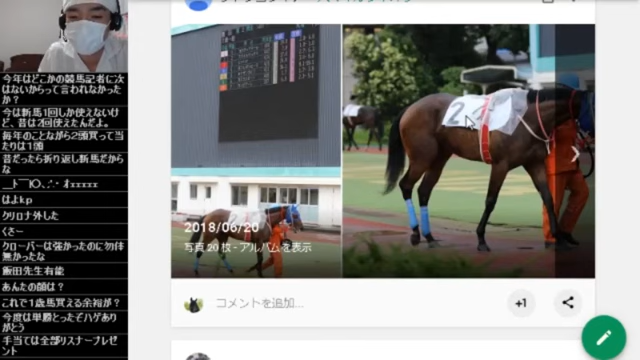 今年はどこかの競馬記者に次
はないからって言われなかった
か？
今は新馬1回しか使えないけ
ど、昔は2回使えたんだよ。
毎年のことながら2頭買って当
たりは1頭
昔だったら折り返し新馬だから
な
はよkp
クリロナ外した
くさー
クローバーは強かったのに勿体
無かったな
飯田先生有能
あんたの顔は？
これで1歳馬買える余裕が？
今度は単勝とったぞハゲあり
がとう
手当ては全部リスナープレゼ
ント
2018/06/20
写真 20 枚 - アルバムを表示
コメントを追加...
+1